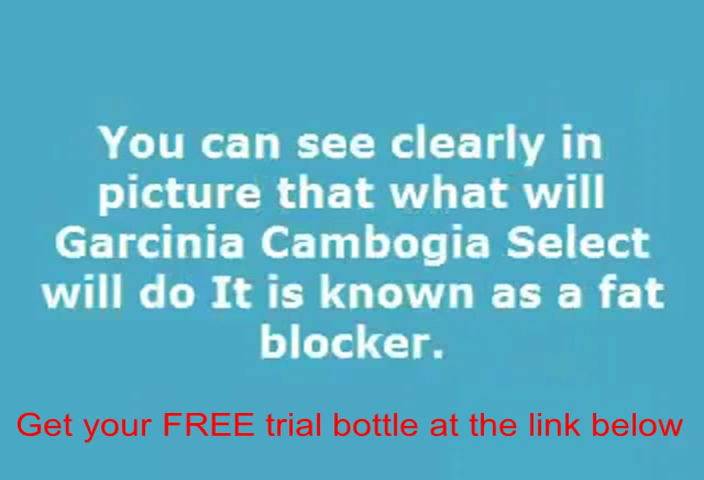 You can see clearly in
picture that what will
Garcinia Cambogia Select
will do It is known as a fat
blocker.
Get your FREE trial bottle at the link below